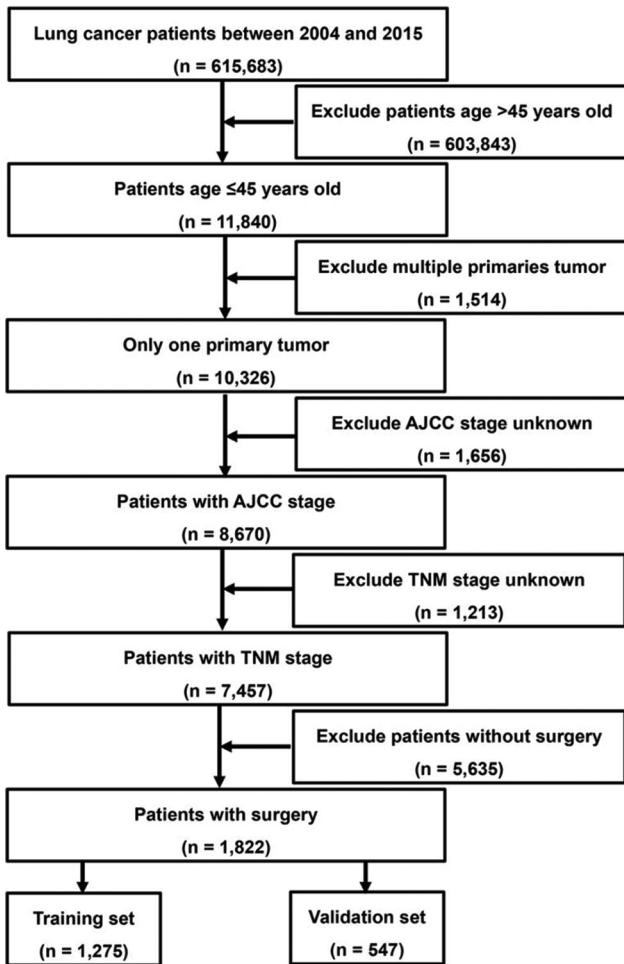 Lung cancer patients between 2004 and 2015
(n = 615,683)
Exclude patients age >45 years old
(n = 603,843)
Patients age ≤45 years old
(n = 11,840)
Exclude multiple primaries tumor
(n = 1,514)
Only one primary tumor
(n = 10,326)
Exclude AJCC stage unknown
(n = 1,656)
Patients with AJCC stage
(n = 8,670)
Exclude TNM stage unknown
(n = 1,213)
Patients with TNM stage
(n = 7,457)
Exclude patients without surgery
(n = 5,635)
Patients with surgery
(n = 1,822)
Training set
(n = 1,275)
Validation set
(n = 547)